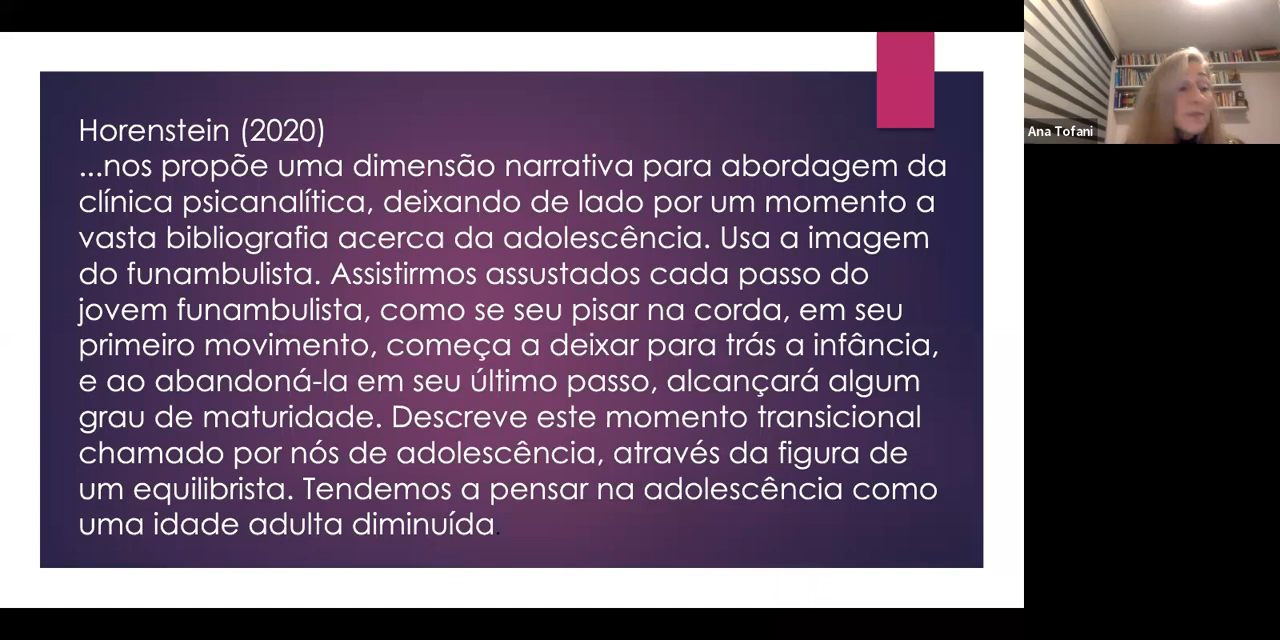 Horenstein (2020)
...nos propõe uma dimensão narrativa para abordagem da
clínica psicanalítica, deixando de lado por um momento a
vasta bibliografia acerca da adolescência. Usa a imagem
do funambulista. Assistirmos assustados cada passo do
jovem funambulista, como se seu pisar na corda, em seu
primeiro movimento, começa a deixar para trás a infância,
e ao abandoná-la em seu último passo, alcançará algum
grau de maturidade. Descreve este momento transicional
chamado por nós de adolescência, através da figura de
um equilibrista. Tendemos a pensar na adolescência como
uma idade adulta diminuída.
Ana Tofani